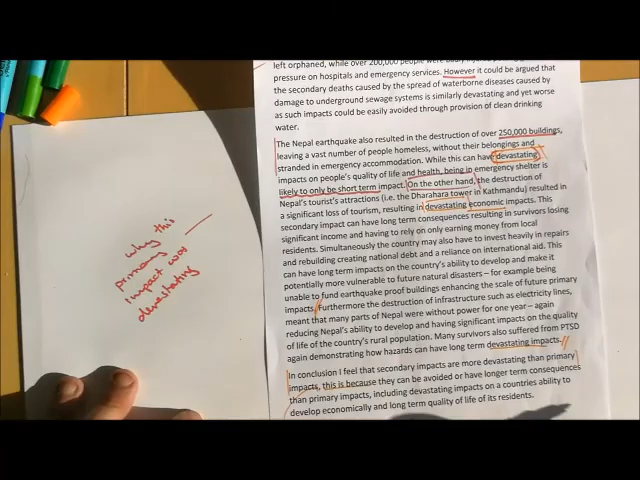 left orphaned, while over 200,000 people were
pressure on hospitals and emergency services. However it could be argued that
the secondary deaths caused by the spread of waterborne diseases caused by
damage to underground sewage systems is similarly devastating and yet worse
as such impacts could be easily avoided through provision of clean drinking
water.
The Nepal earthquake also resulted in the destruction of over 250,000 buildings,
leaving a vast number of people homeless, without their belongings and
stranded in emergency accommodation. While this can have devastating
impacts on people's quality of life and health, being in emergency shelter is
likely to only be short term impact. On the other hand, the destruction of
Nepal's tourist's attractions (i.e. the Dharahara tower in Kathmandu) resulted in
a significant loss of tourism, resulting in devastating economic impacts. This
secondary impact can have long term consequences resulting in survivors losing
significant income and having to rely on only earning money from local
residents. Simultaneously the country may also have to invest heavily in repairs
and rebuilding creating national debt and a reliance on international aid. This
can have long term impacts on the country's ability to develop and make it
potentially more vulnerable to future natural disasters – for example being
unable to fund earthquake proof buildings enhancing the scale of future primary
impacts. Furthermore the destruction of infrastructure such as electricity lines,
meant that many parts of Nepal were without power for one year – again
reducing Nepal's ability to develop and having significant impacts on the quality
of life of the country's rural population. Many survivors also suffered from PTSD
again demonstrating how hazards can have long term devastating impacts.
In conclusion I feel that secondary impacts are more devastating than primary
impacts, this is because they can be avoided or have longer term consequences
than primary impacts, including devastating impacts on a countries ability to
develop economically and long term quality of life of its residents.
why this
primary
impact was
devastating